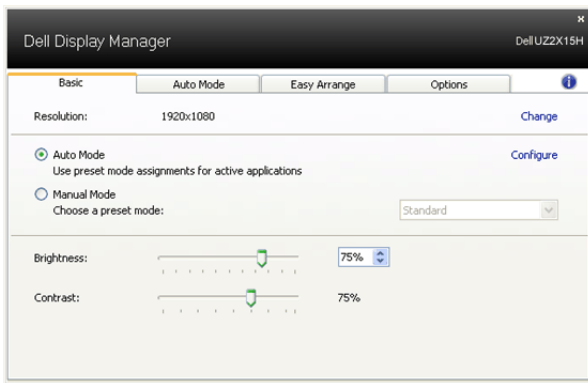 Dell Display Manager
Dell UZ2X15H
Basic
Auto Mode
Easy Arrange
Options
Resolution: 1920x1080 Change
Auto Mode Configure
Use preset mode assignments for active applications
Manual Mode
Choose a preset mode: Standard
Brightness: 75%
Contrast: 75%